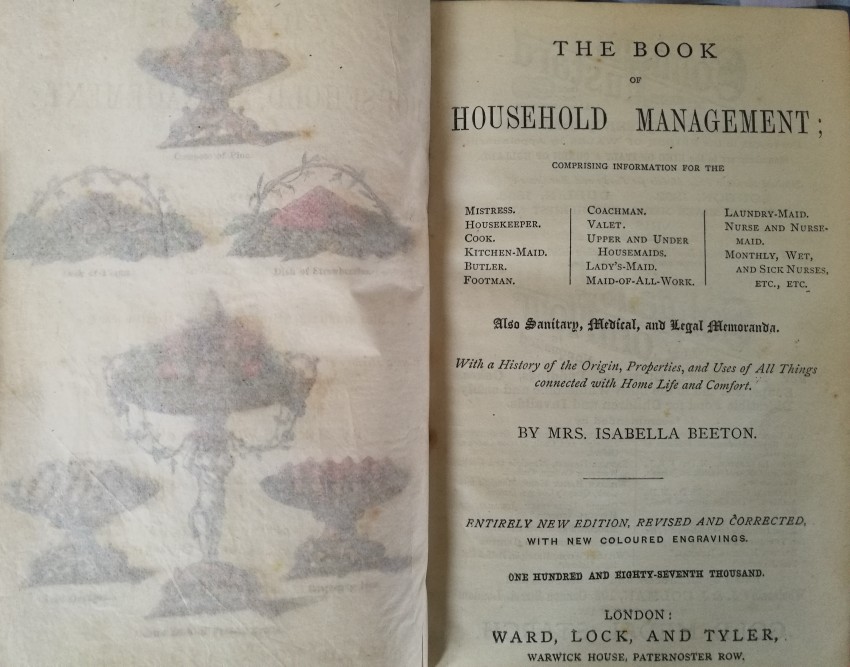 THE BOOK
OF
HOUSEHOLD MANAGEMENT;
COMPRISING INFORMATION FOR THE
MISTRESS.
HOUSEKEEPER.
COOK.
KITCHEN-MAID.
BUTLER.
FOOTMAN.
COACHMAN.
VALET.
UPPER AND UNDER
HOUSEMAIDS.
LADY'S-MAID.
MAID-OF-ALL-WORK.
LAUNDRY-MAID.
NURSE AND NURSE-
MAID.
MONTHLY, WET,
AND SICK NURSES,
ETC., ETC.
Also Sanitary, Medical, and Legal Memoranda.
With a History of the Origin, Properties, and Uses of All Things
connected with Home Life and Comfort.
BY MRS. ISABELLA BEETON.
ENTIRELY NEW EDITION, REVISED AND CORRECTED,
WITH NEW COLOURED ENGRAVINGS.
ONE HUNDRED AND EIGHTY-SEVENTH THOUSAND.
LONDON:
WARD, LOCK, AND TYLER,
WARWICK HOUSE, PATERNOSTER ROW,